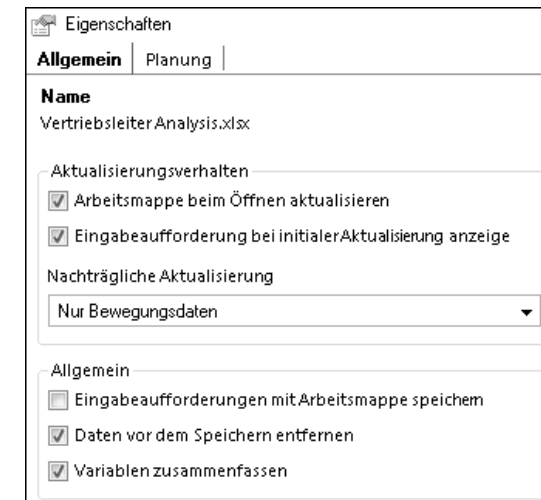 Eigenschaften
Allgemein Planung
Name
Vertriebsleiter Analysis.xlsx
Aktualisierungsverhalten
Arbeitsmappe beim Öffnen aktualisieren
Eingabeaufforderung bei initialer Aktualisierung anzeige
Nachträgliche Aktualisierung
Nur Bewegungsdaten
Allgemein
Eingabeaufforderungen mit Arbeitsmappe speichern
Daten vor dem Speichern entfernen
Variablen zusammenfassen